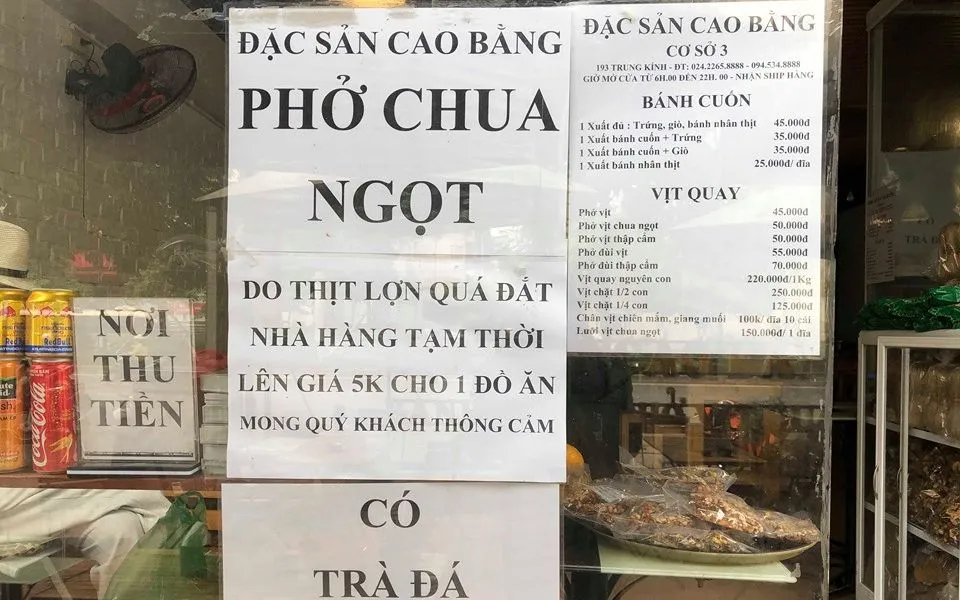 ĐẶC SẢN CAO BẰNG
PHỞ CHUA
NGỌT
DO THỊT LỢN QUÁ ĐẮT
NHÀ HÀNG TẠM THỜI
LÊN GIÁ 5K CHO 1 ĐỒ ĂN
MONG QUÝ KHÁCH THÔNG CẢM
CÓ
TRÀ ĐÁ
ĐẶC SẢN CAO BẰNG
CƠ SỞ 3
193 TRUNG KÍNH - ĐT: 024.2265.8888 - 094.534.8888
GIỜ MỞ CỬA TỪ 6H.00 ĐẾN 22H. 00 - NHẬN SHIP HÀNG
BÁNH CUỐN
1 Xuất đủ : Trứng, giò, bánh nhân thịt 45.000đ
1 Xuất bánh cuốn + Trứng 35.000đ
1 Xuất bánh cuốn + Giò 35.000đ
1 Xuất bánh nhân thịt 25.000đ/ đĩa
VỊT QUAY
Phở vịt 45.000đ
Phở vịt chua ngọt 50.000đ
Phở vịt thập cẩm 50.000đ
Phở đùi vịt 55.000đ
Phở đùi thập cẩm 70.000đ
Vịt quay nguyên con 220.000đ/1Kg
Vịt chặt 1/2 con 250.000đ
Vịt chặt 1/4 con 125.000đ
Chân vịt chiên mắm, giang muối 100k/ đĩa 10 cái
Lưỡi vịt chua ngọt 150.000đ/ 1 đĩa
NƠI
THU
TIỀN
RedBull
Coca-Cola
TRÀ